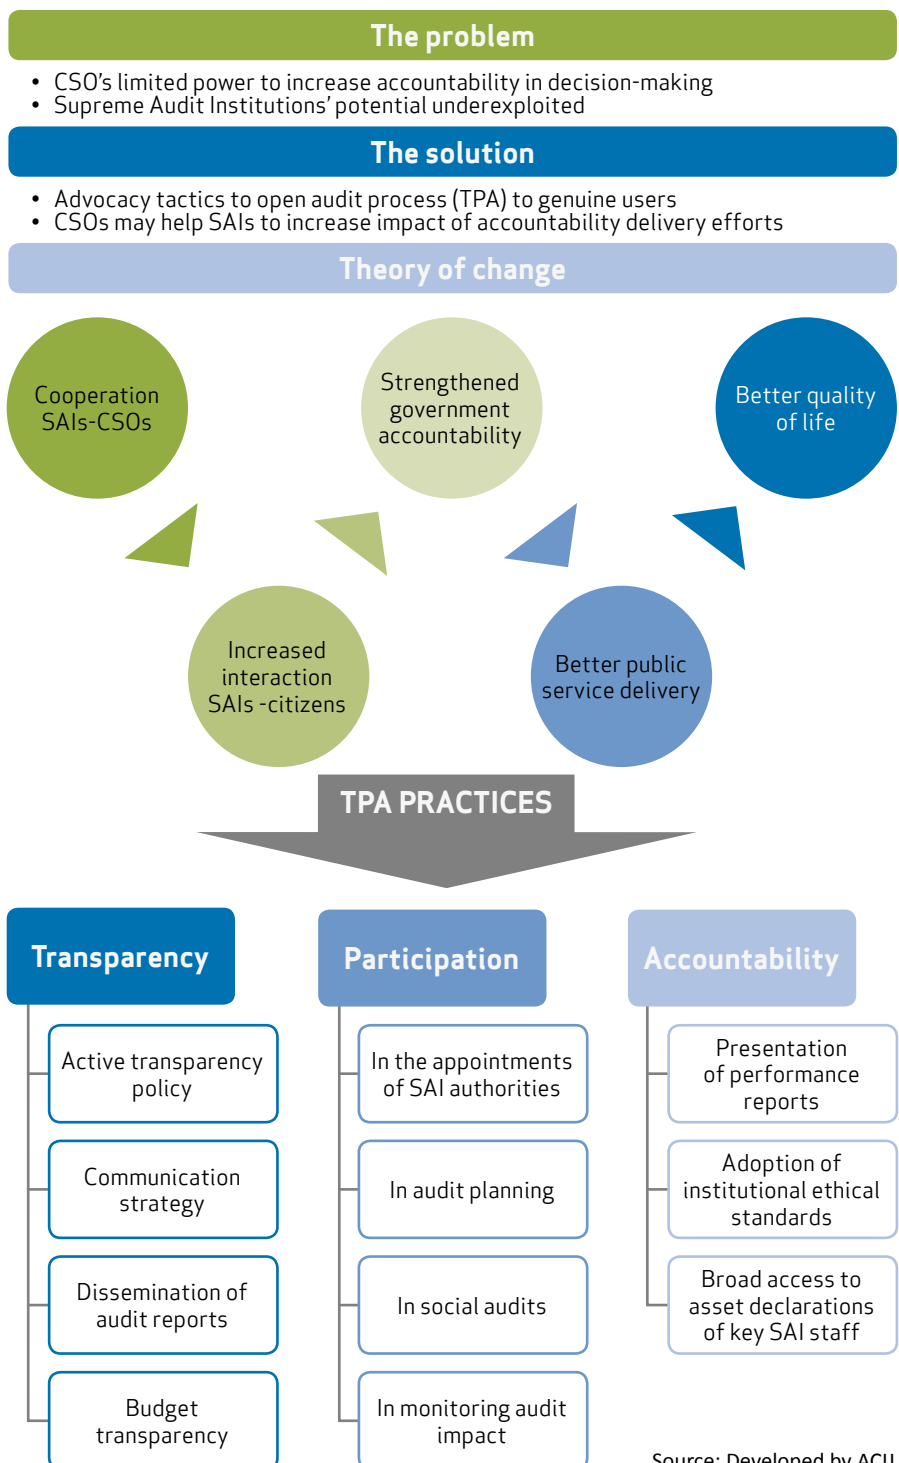 The problem
• CSO’s limited power to increase accountability in decision-making
• Supreme Audit Institutions’ potential underexploited
The solution
• Advocacy tactics to open audit process (TPA) to genuine users
• CSOs may help SAIs to increase impact of accountability delivery efforts
Theory of change
Cooperation
SAIs-CSOs
Strengthened
government
accountability
Better quality
of life
Increased
interaction
SAIs -citizens
Better public
service delivery
TPA PRACTICES
Transparency
Active transparency
policy
Communication
strategy
Dissemination of
audit reports
Budget
transparency
Participation
In the appointments
of SAI authorities
In audit planning
In social audits
In monitoring audit
impact
Accountability
Presentation
of performance
reports
Adoption of
institutional ethical
standards
Broad access to
asset declarations
of key SAI staff
Source: Developed by ACIJ